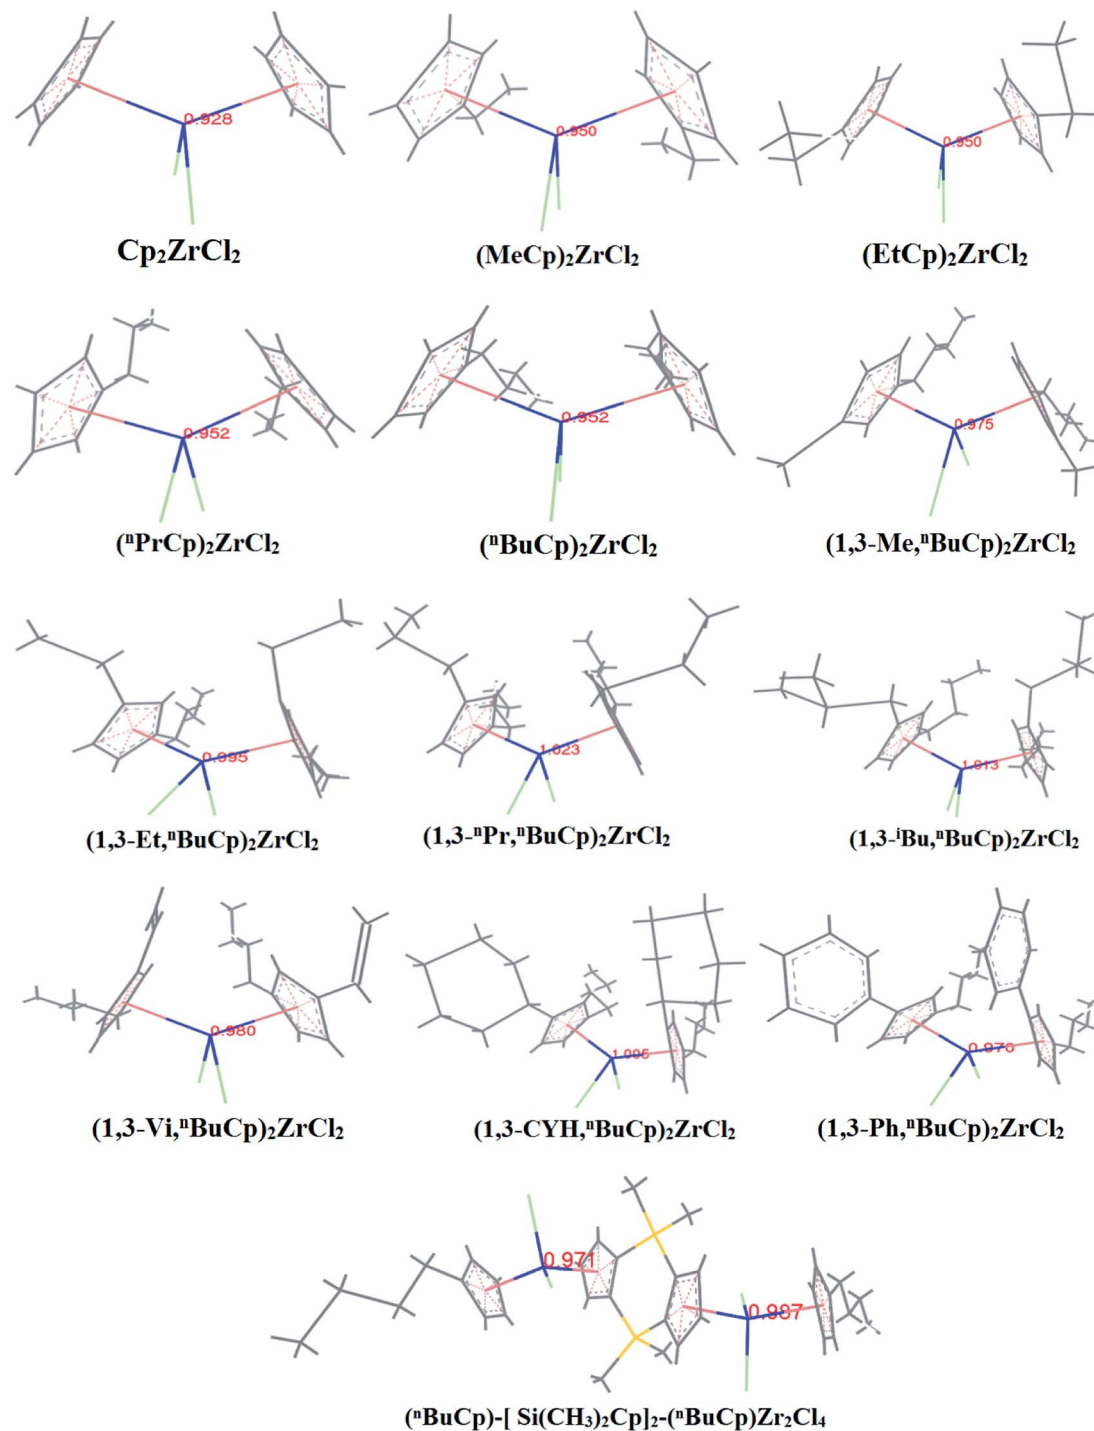 0.928
0.950
0.950
Cp₂ZrCl₂
(MeCp)₂ZrCl₂
(EtCp)₂ZrCl₂
0.952
0.952
0.975
(ⁿPrCp)₂ZrCl₂
(ⁿBuCp)₂ZrCl₂
(1,3-Me,ⁿBuCp)₂ZrCl₂
0.995
1.023
1.013
(1,3-Et,ⁿBuCp)₂ZrCl₂
(1,3-ⁿPr,ⁿBuCp)₂ZrCl₂
(1,3-ⁱBu,ⁿBuCp)₂ZrCl₂
0.980
1.005
0.970
(1,3-Vi,ⁿBuCp)₂ZrCl₂
(1,3-CYH,ⁿBuCp)₂ZrCl₂
(1,3-Ph,ⁿBuCp)₂ZrCl₂
0.971
0.987
(ⁿBuCp)-[ Si(CH₃)₂Cp]₂-(ⁿBuCp)Zr₂Cl₄